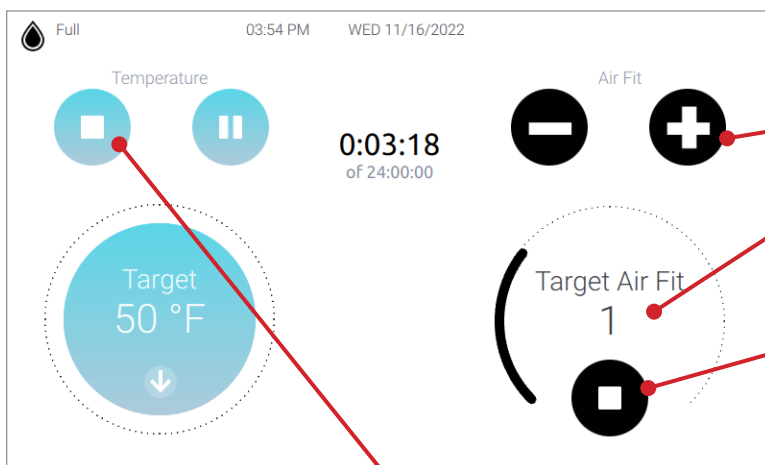 Full 03:54 PM WED 11/16/2022
Temperature
Air Fit
0:03:18
of 24:00:00
Target
50 °F
Target Air Fit
1